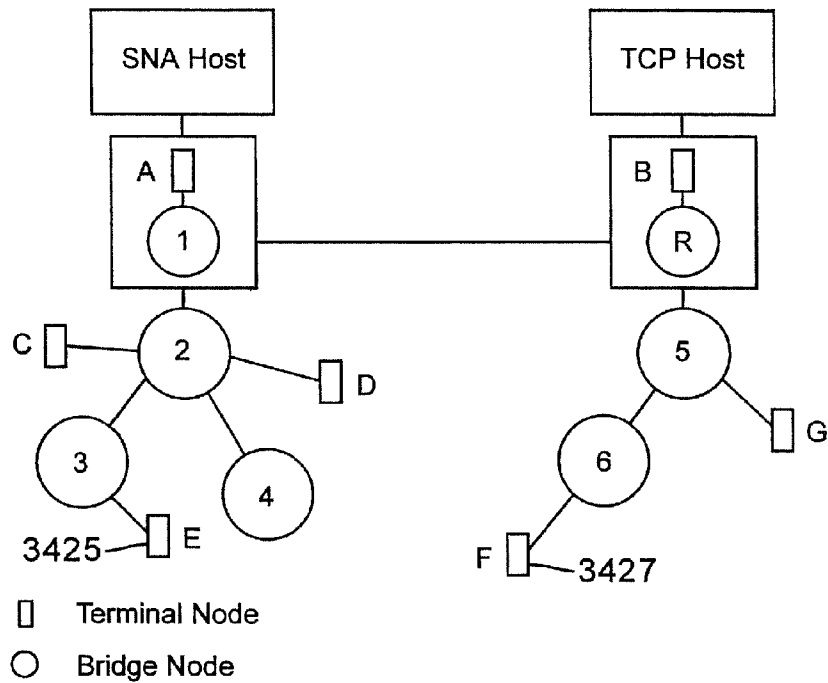 SNA Host
TCP Host
A
B
1
R
C
2
D
5
G
3
4
6
3425
E
F
3427
Terminal Node
Bridge Node